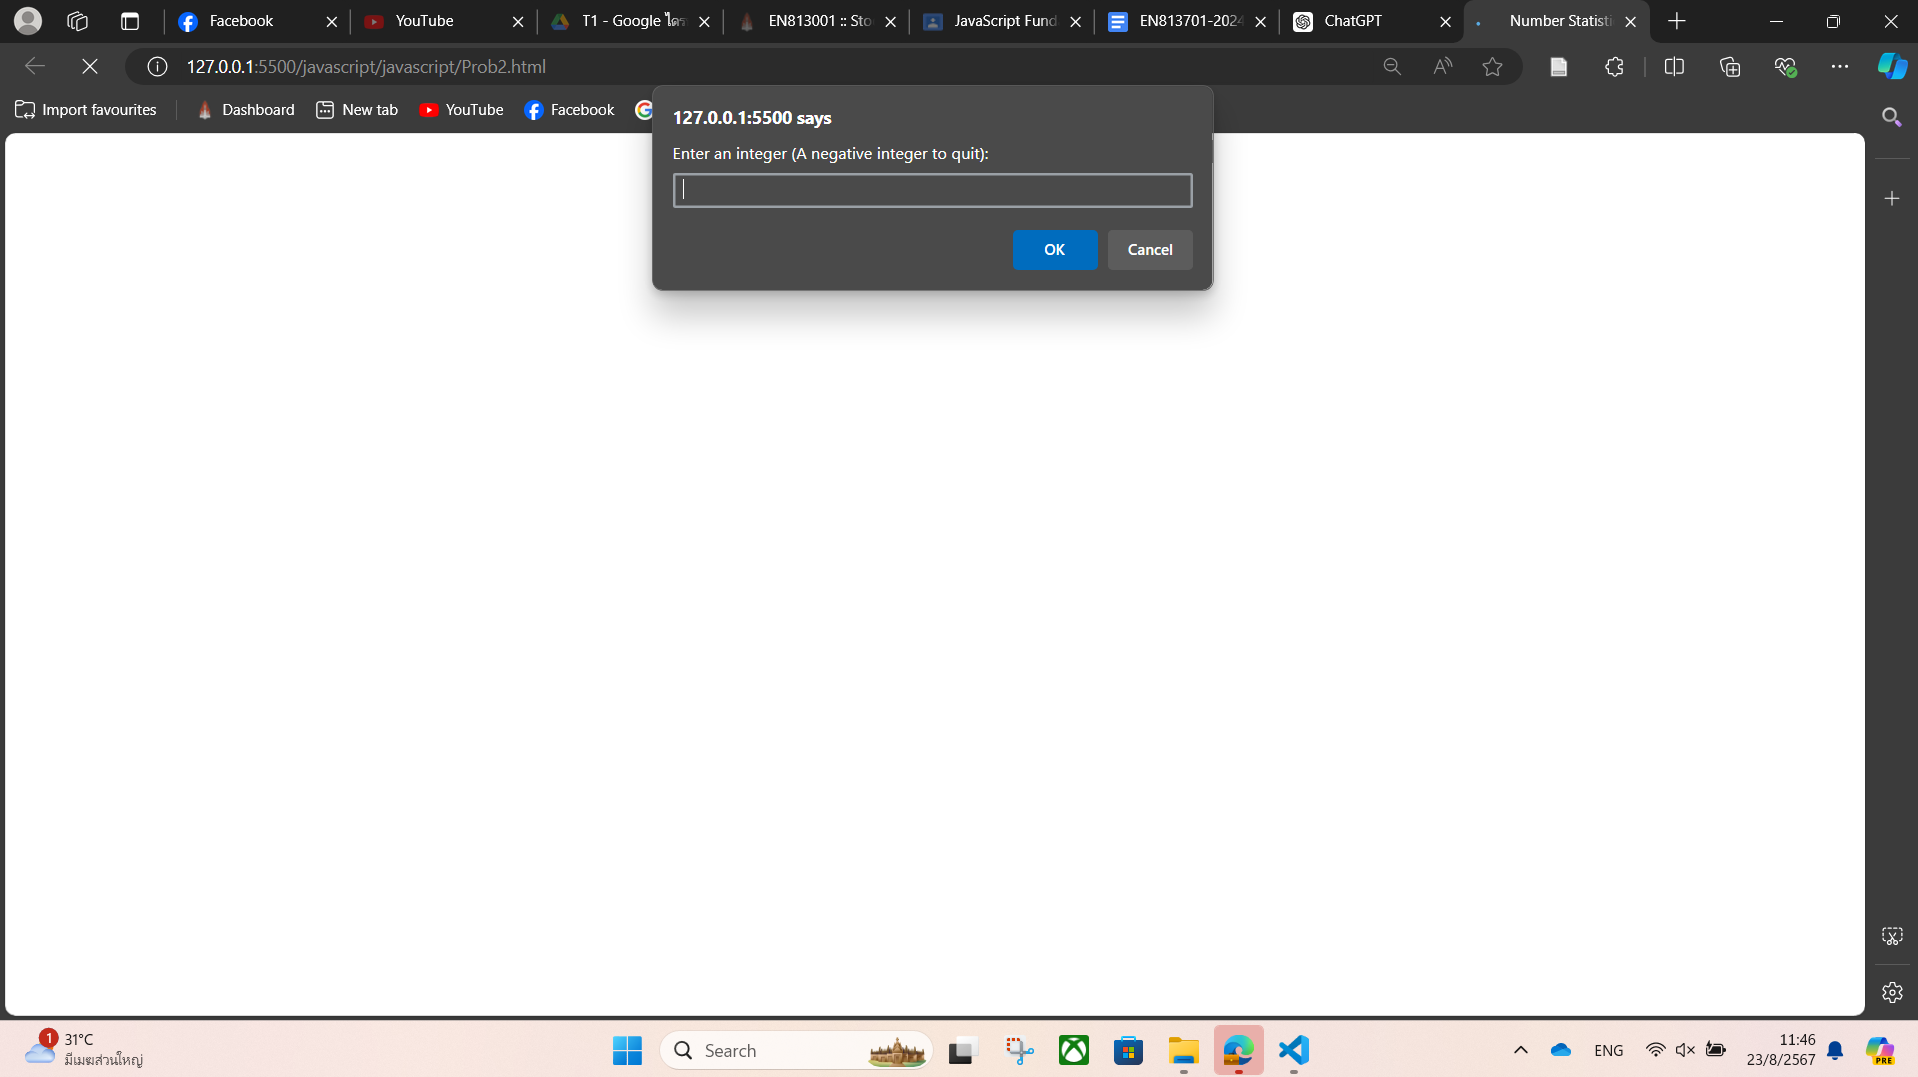 Facebook
YouTube
T1 - Google ไดร
EN813001 :: Sto
JavaScript Fund
EN813701-2024
ChatGPT
Number Statisti
127.0.0.1:5500/javascript/javascript/Prob2.html
Import favourites
Dashboard
New tab
YouTube
Facebook
127.0.0.1:5500 says
Enter an integer (A negative integer to quit):
OK
Cancel
1
31°C
มีเมฆส่วนใหญ่
Search
ENG
11:46
23/8/2567
PRE